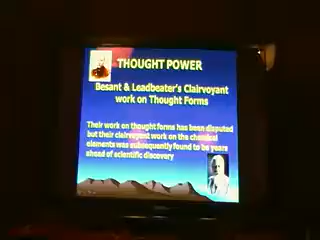 THOUGHT POWER
Besant & Leadbeater's Clairvoyant
work on Thought Forms
Their work on thought forms has been disputed
but their clairvoyant work on the chemical
elements was subsequently found to be years
ahead of scientific discovery